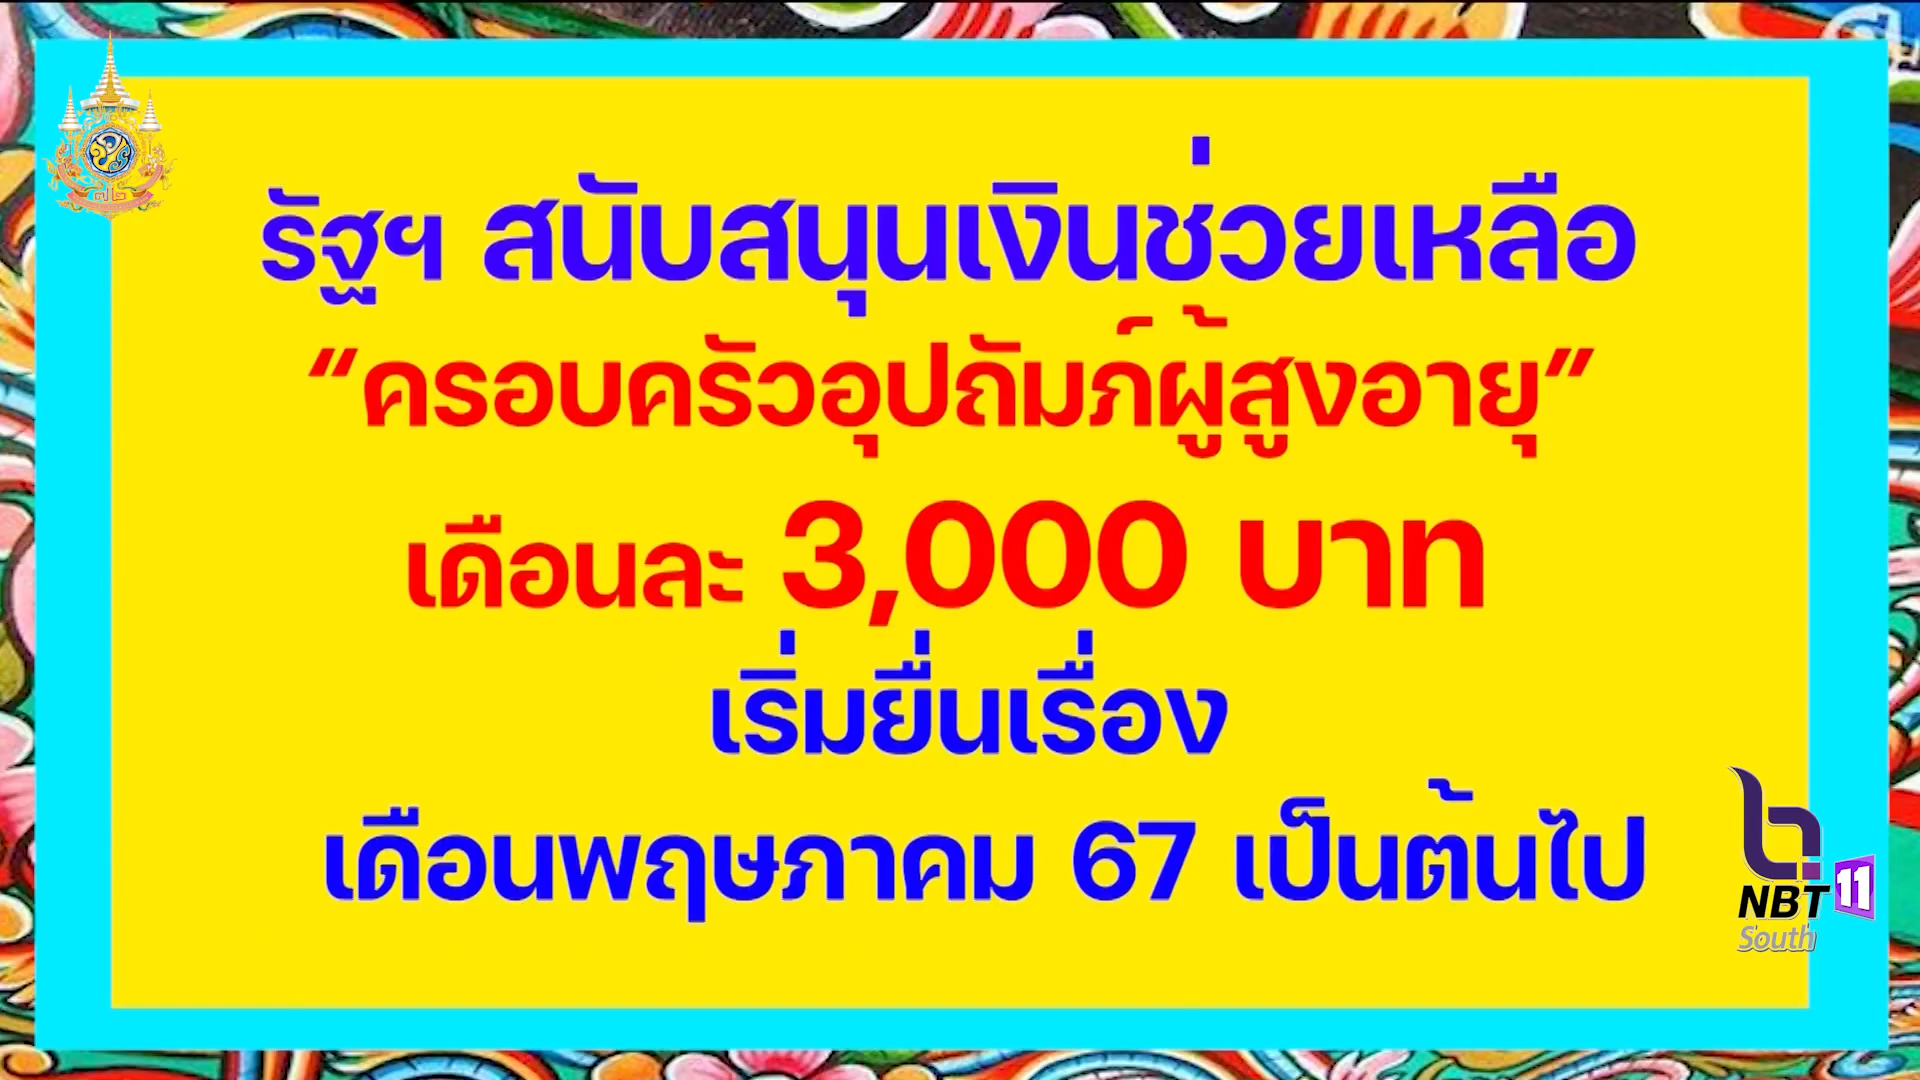 รัฐฯ สนับสนุนเงินช่วยเหลือ
“ครอบครัวอุปถัมภ์ผู้สูงอายุ”
เดือนละ 3,000 บาท
เริ่มยื่นเรื่อง
เดือนพฤษภาคม 67 เป็นต้นไป
NBT 11
South